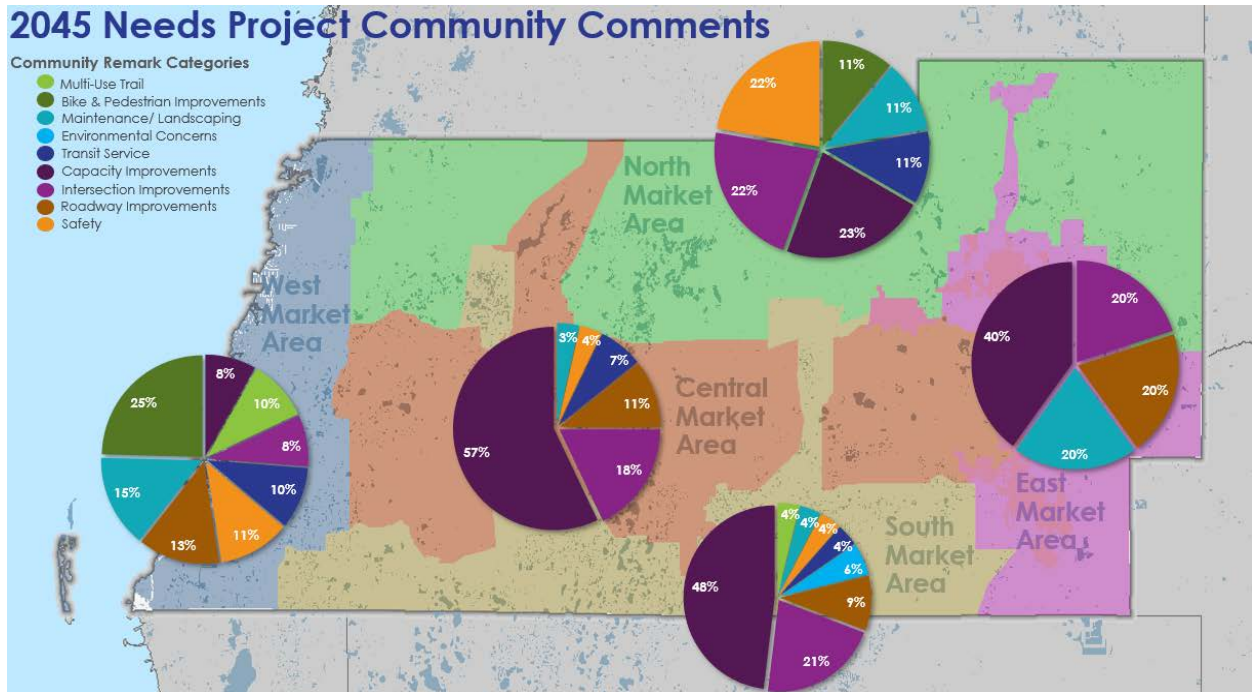 2045 Needs Project Community Comments
Community Remark Categories
Multi-Use Trail
Bike & Pedestrian Improvements
Maintenance/ Landscaping
Environmental Concerns
Transit Service
Capacity Improvements
Intersection Improvements
Roadway Improvements
Safety
North
Market
Area
22%
11%
11%
11%
23%
22%
West
Market
Area
8%
10%
8%
10%
11%
13%
15%
25%
Central
Market
Area
3%
4%
7%
11%
18%
57%
East
Market
Area
20%
20%
20%
40%
South
Market
Area
4%
4%
4%
4%
6%
9%
21%
48%